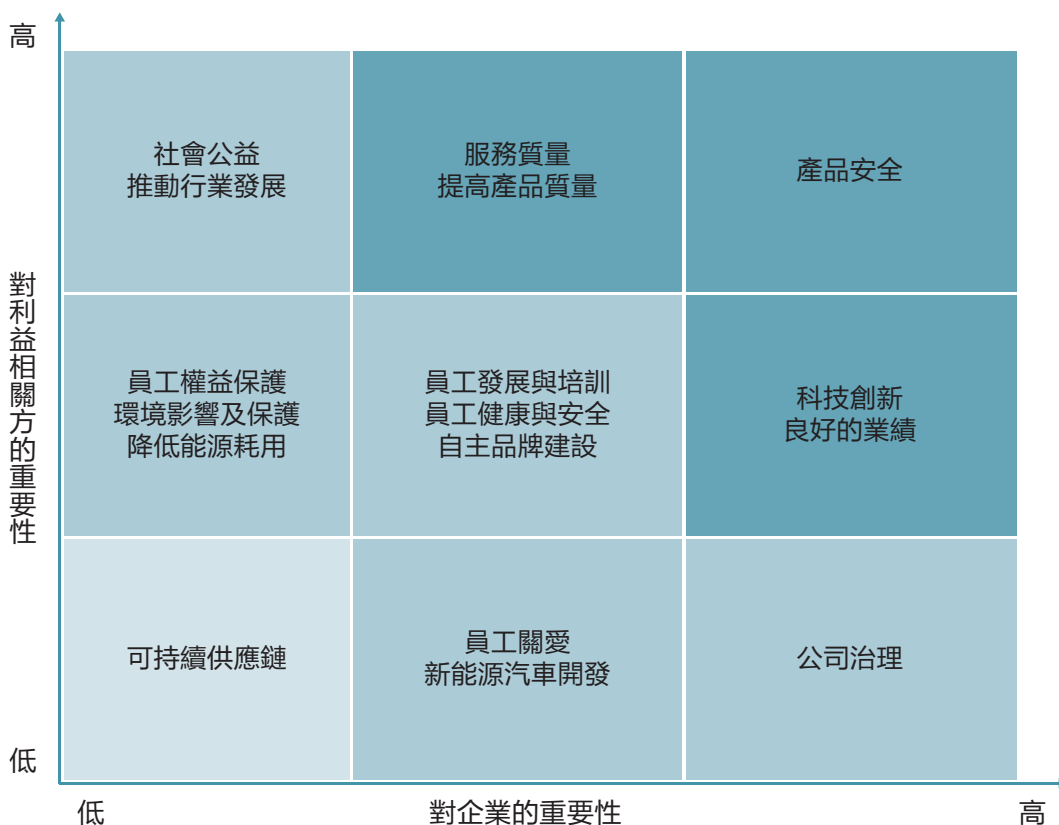 高
社會公益
推動行業發展
服務質量
提高產品質量
產品安全
對利益相關方的重要性
員工權益保護
環境影響及保護
降低能源耗用
員工發展與培訓
員工健康與安全
自主品牌建設
科技創新
良好的業績
可持續供應鏈
員工關愛
新能源汽車開發
公司治理
低
低
對企業的重要性
高